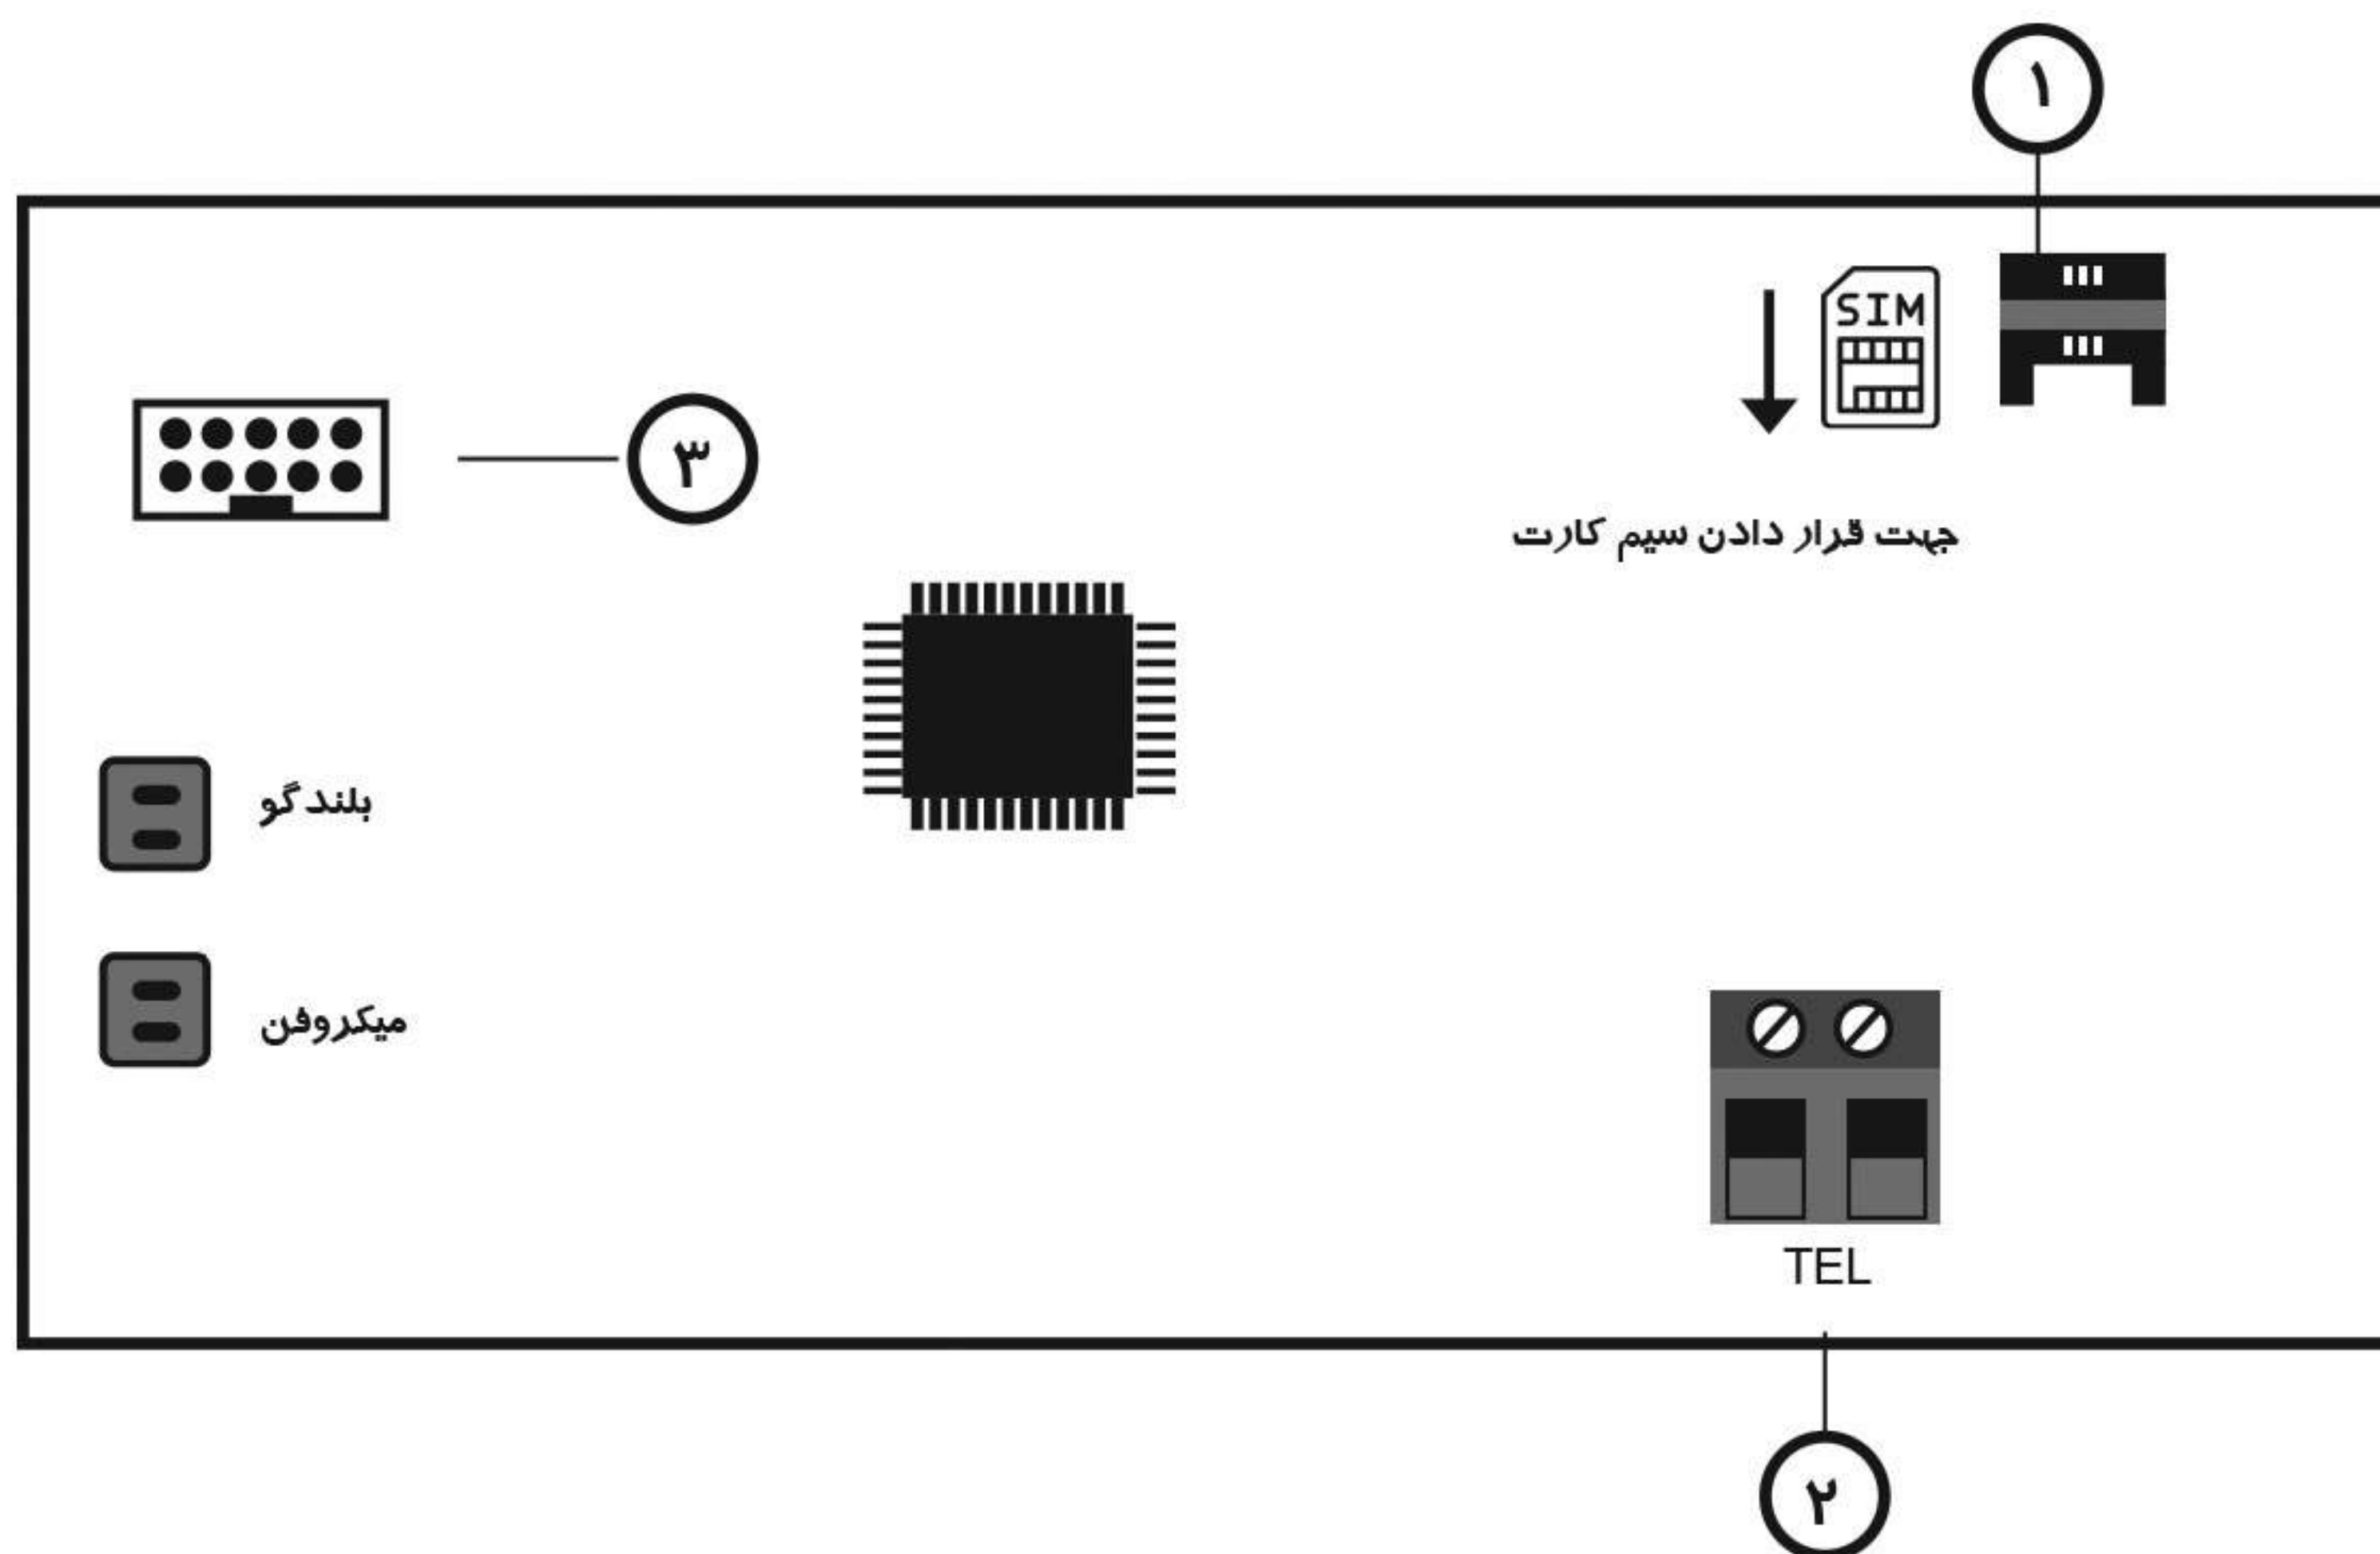 ۱
SIM
۳
جهت قرار دادن سیم کارت
بلندگو
میکروفن
TEL
۲